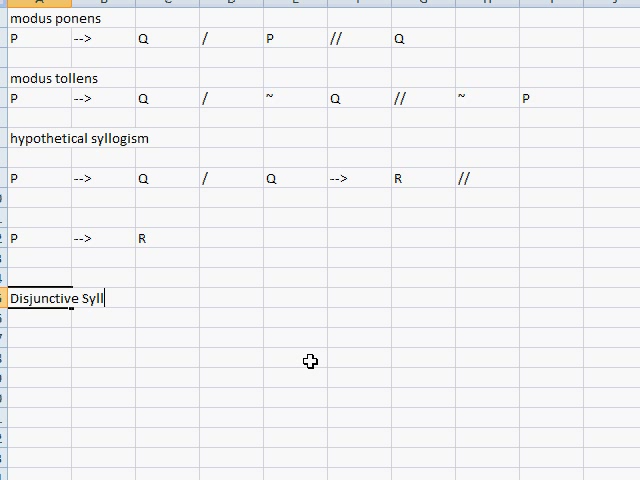 modus ponens
P --> Q / P // Q
modus tollens
P --> Q / ~ Q // ~ P
hypothetical syllogism
P --> Q / Q --> R //
P --> R
Disjunctive Syll